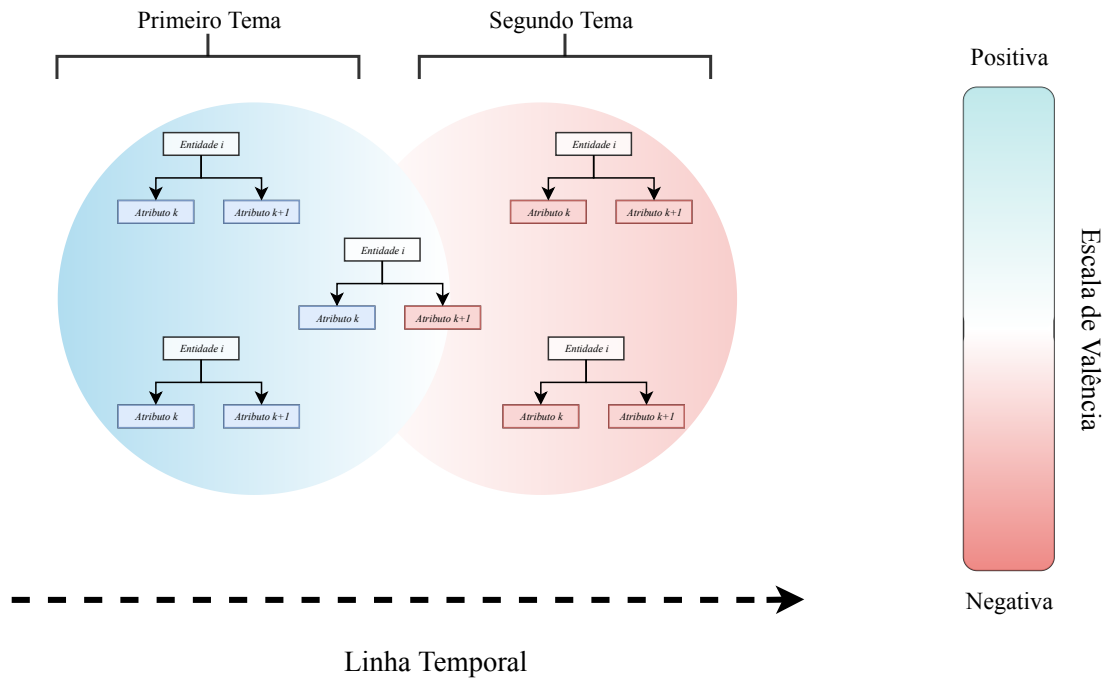 Primeiro Tema
Segundo Tema
Positiva
Entidade i
Entidade i
Atributo k
Atributo k+1
Atributo k
Atributo k+1
Entidade i
Atributo k
Atributo k+1
Entidade i
Entidade i
Atributo k
Atributo k+1
Atributo k
Atributo k+1
Escala de Valência
Negativa
Linha Temporal